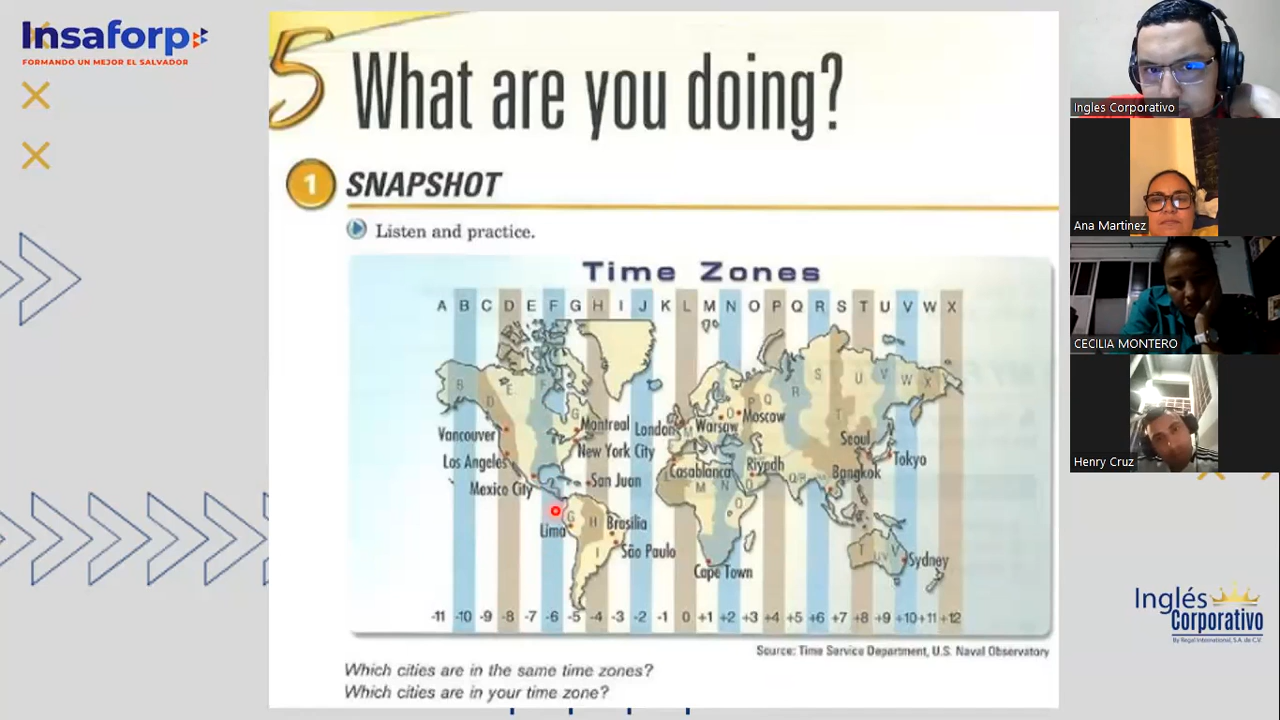 Insaforp
FORMANDO UN MEJOR EL SALVADOR
5 What are you doing?
1 SNAPSHOT
Listen and practice.
Time Zones
A B C D E F G H I J K L M N O P Q R S T U V W X
B D E F G
P Q R S T U V W X
Montreal London Warsaw Moscow
Vancouver
New York City
Seoul
Los Angeles
Casablanca Riyadh Bangkok Tokyo
Mexico City San Juan
M N O Q/R
Lima G H Brasilia
I São Paulo
Cape Town
T U V Sydney
-11 -10 -9 -8 -7 -6 -5 -4 -3 -2 -1 0 +1 +2 +3 +4 +5 +6 +7 +8 +9 +10 +11 +12
Source: Time Service Department, U.S. Naval Observatory
Which cities are in the same time zones?
Which cities are in your time zone?
Ingles Corporativo
Ana Martinez
CECILIA MONTERO
Henry Cruz
Inglés
Corporativo
By Regal International, S.A. de C.V.